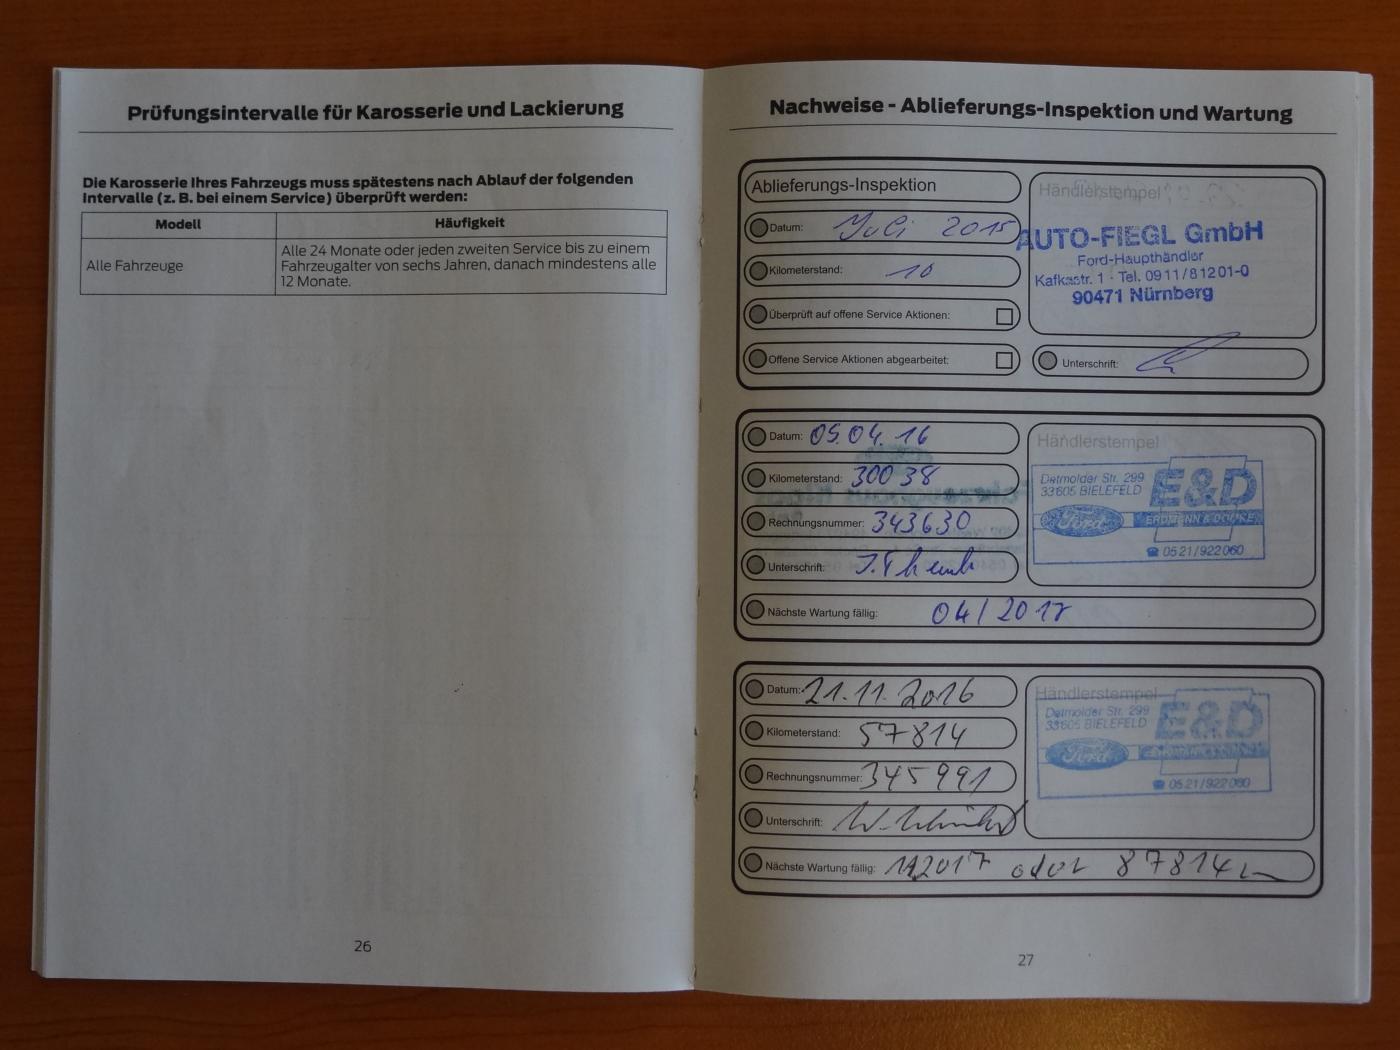 Prüfungsintervalle für Karosserie und Lackierung
Die Karosserie Ihres Fahrzeugs muss spätestens nach Ablauf der folgenden
Intervalle (z. B. bei einem Service) überprüft werden:
Modell Häufigkeit
Alle Fahrzeuge
Alle 24 Monate oder jeden zweiten Service bis zu einem
Fahrzeugalter von sechs Jahren, danach mindestens alle
12 Monate.
26
Nachweise - Ablieferungs-Inspektion und Wartung
Ablieferungs-Inspektion
Datum: Juli 2015
Kilometerstand: 10
Überprüft auf offene Service Aktionen:
Offene Service Aktionen abgearbeitet:
Händlerstempel
AUTO-FIEGL GmbH
Ford-Haupthändler
Kafkastr. 1 · Tel. 0911/81201-0
90471 Nürnberg
Unterschrift:
Datum: 05.04.16
Kilometerstand: 30038
Rechnungsnummer: 343630
Unterschrift:
Nächste Wartung fällig: 04/2017
Händlerstempel
Detmolder Str. 299
33605 BIELEFELD
E&D
Ford
☎ 0521/922060
Datum: 21.11.2016
Kilometerstand: 57814
Rechnungsnummer: 345991
Unterschrift:
Nächste Wartung fällig: 112017 oder 87814
Händlerstempel
Detmolder Str. 299
33605 BIELEFELD
E&D
Ford
☎ 0521/922060
27